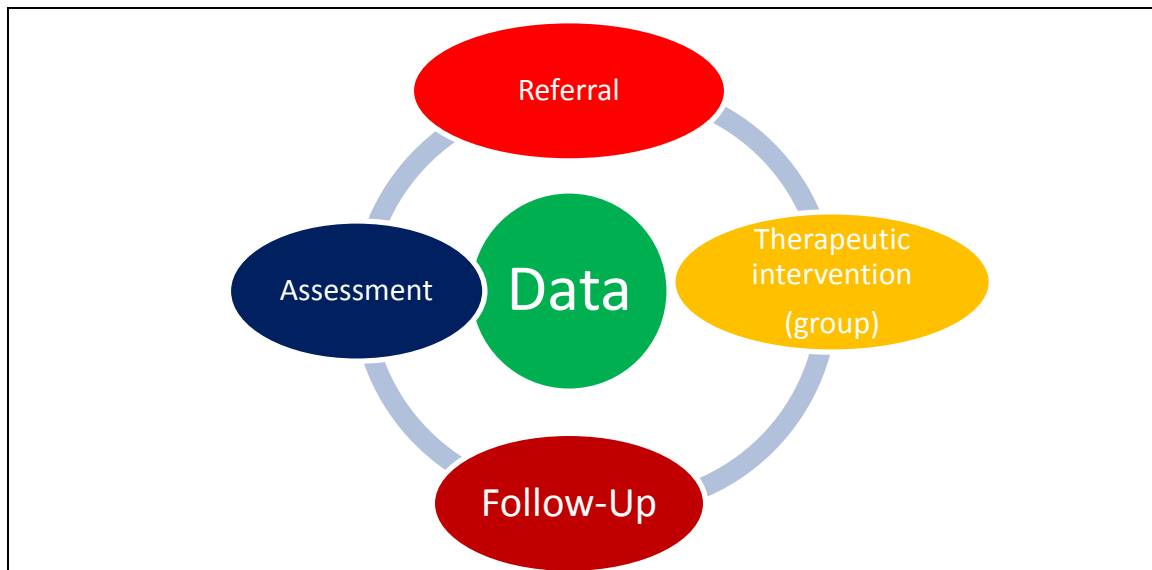 Referral
Therapeutic
intervention
(group)
Assessment
Data
Follow-Up